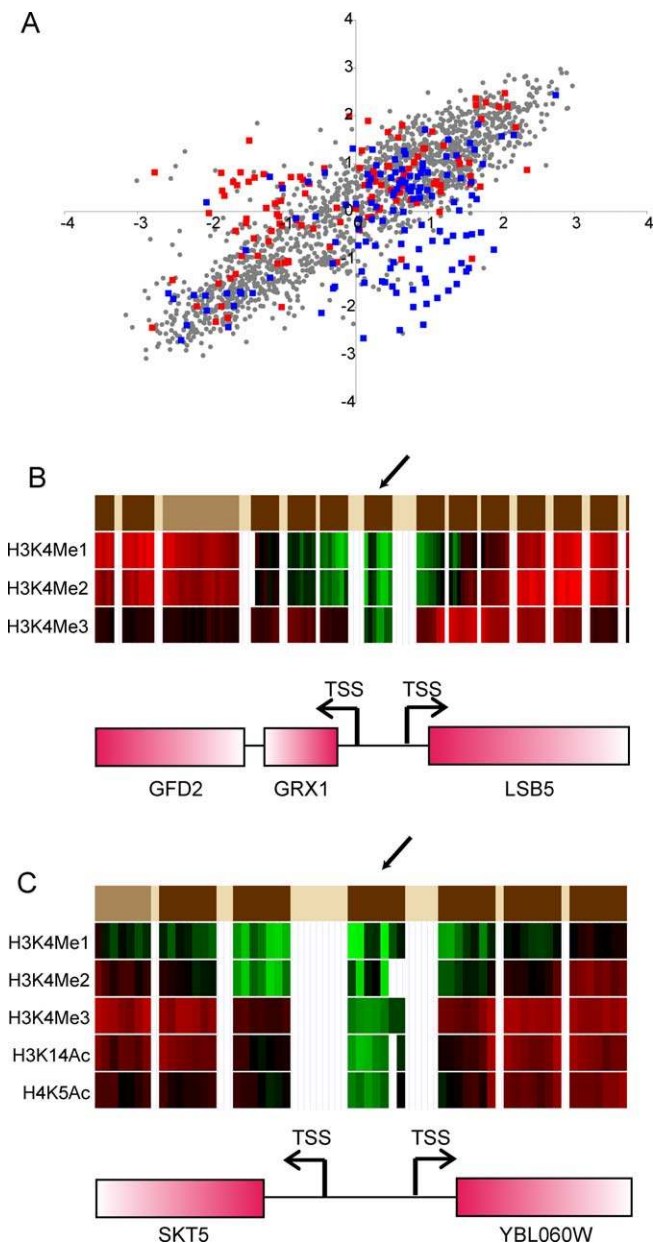 A
4
3
2
1
0
-1
-2
-3
-4
-4 -3 -2 -1 0 1 2 3 4
B
H3K4Me1
H3K4Me2
H3K4Me3
TSS TSS
GFD2 GRX1 LSB5
C
H3K4Me1
H3K4Me2
H3K4Me3
H3K14Ac
H4K5Ac
TSS TSS
SKT5 YBL060W